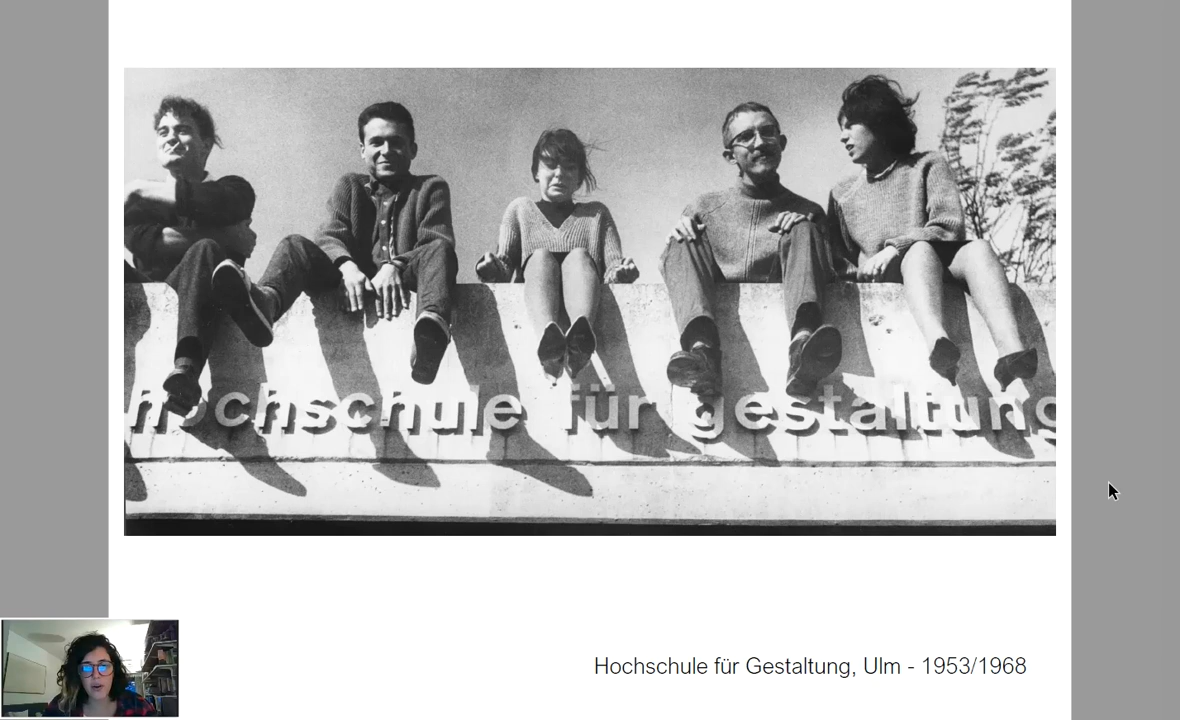 hochschule für gestaltung
Hochschule für Gestaltung, Ulm - 1953/1968